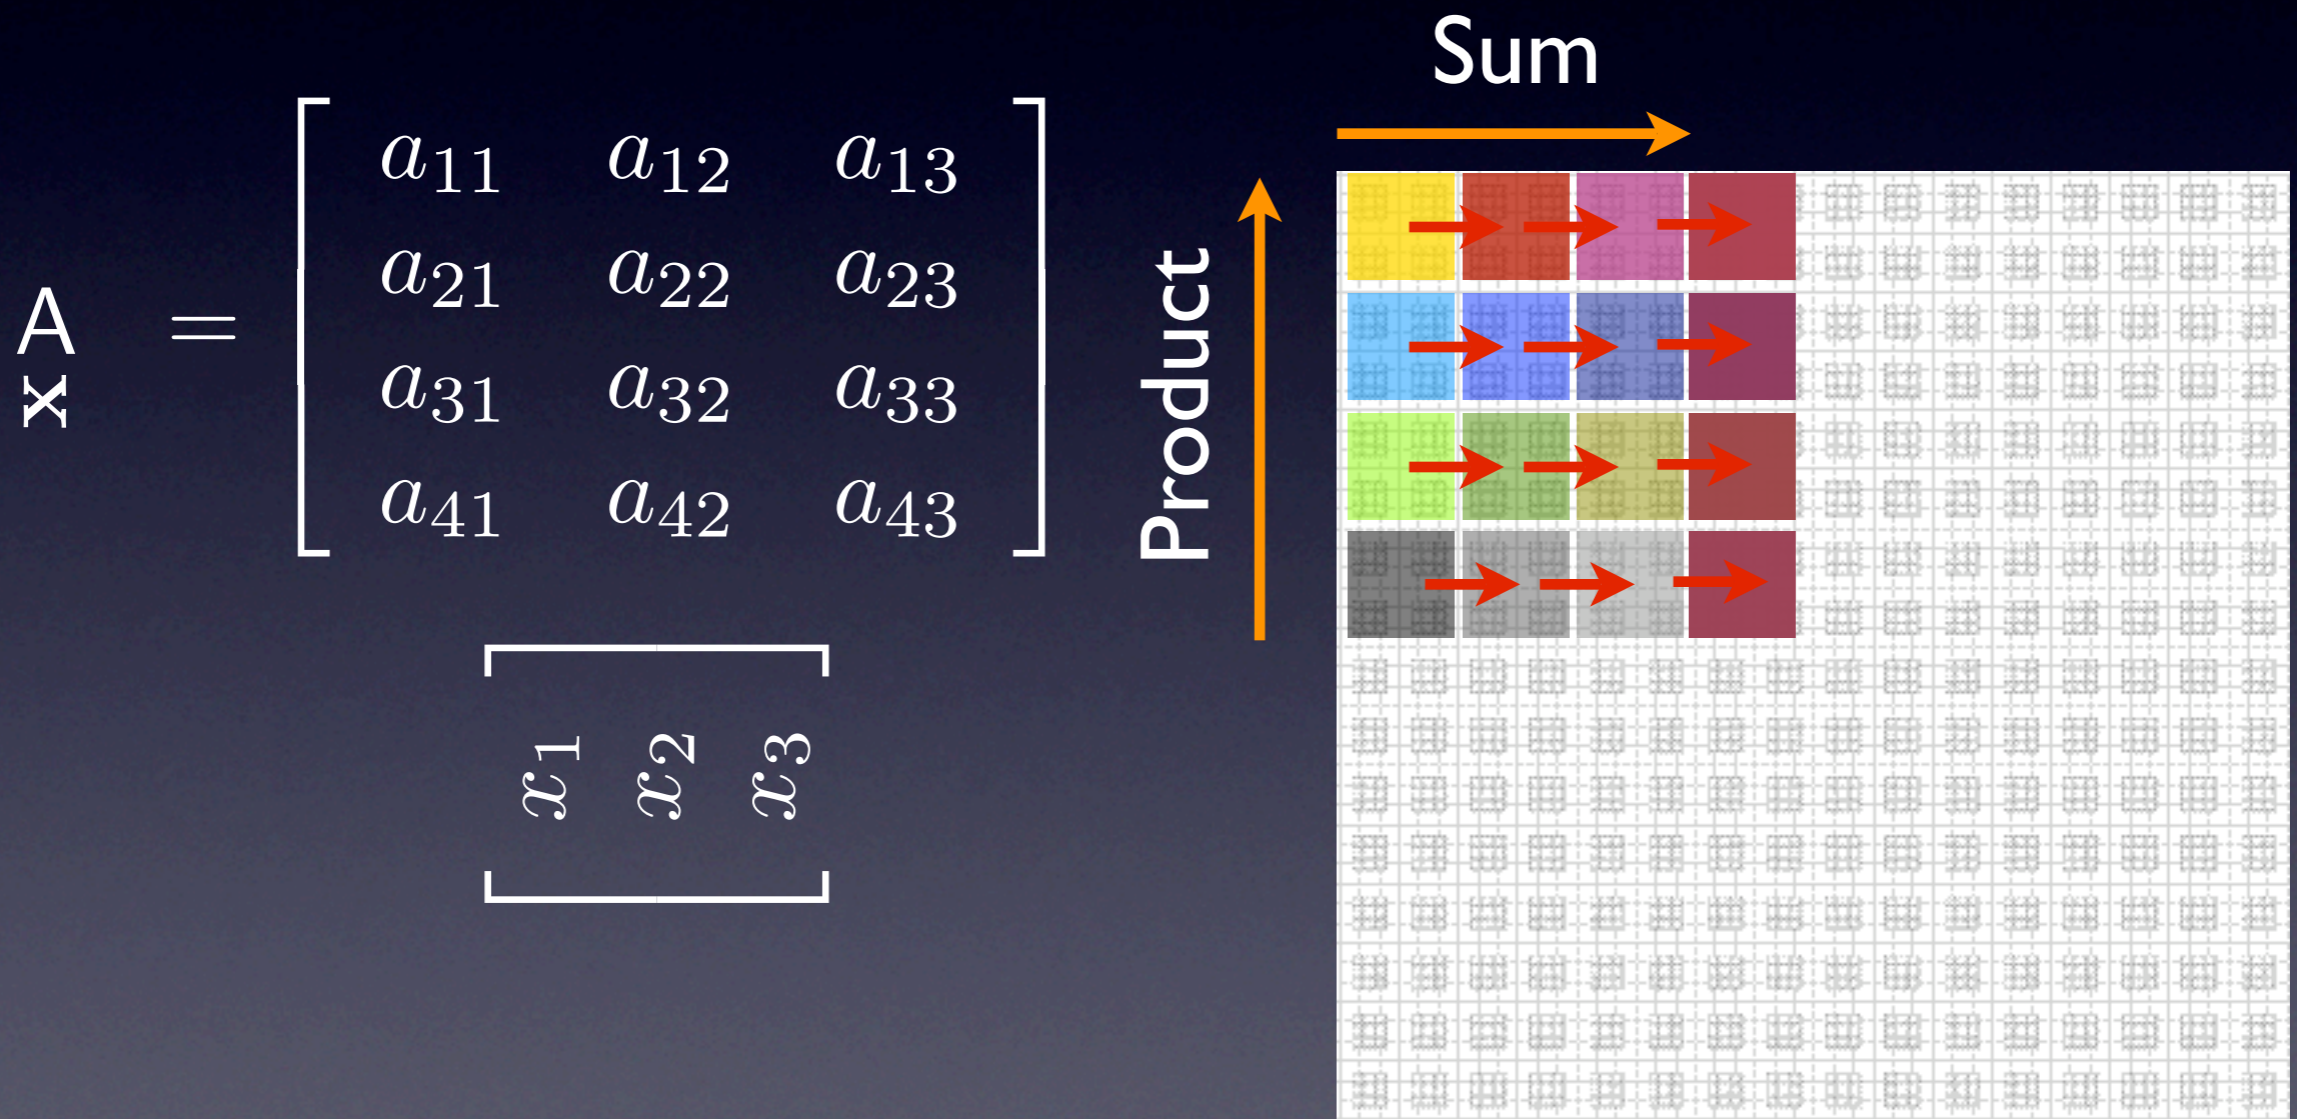 Sum
Product
A
x
=
a11 a12 a13
a21 a22 a23
a31 a32 a33
a41 a42 a43
x1
x2
x3